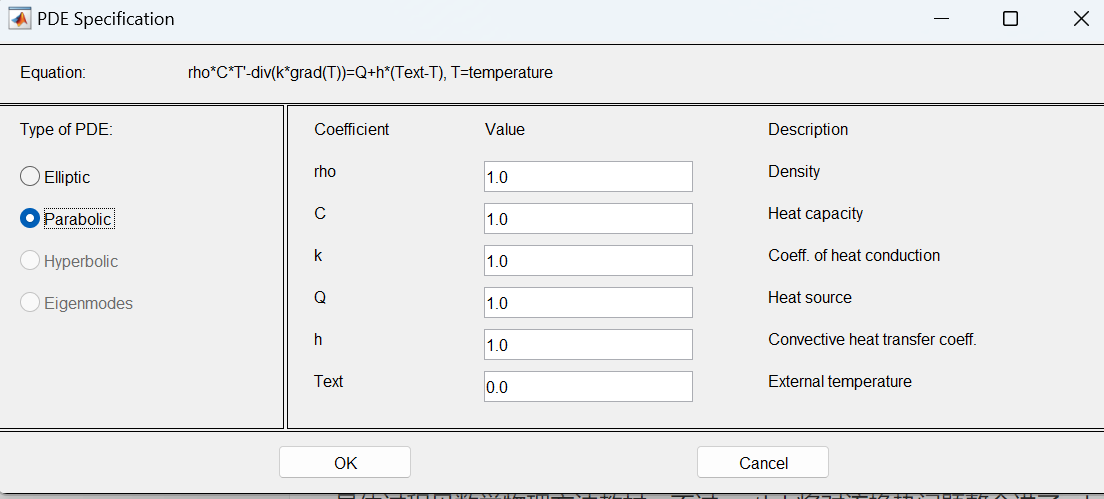 PDE Specification
Equation: rho*C*T'-div(k*grad(T))=Q+h*(Text-T), T=temperature
Type of PDE:
Elliptic
Parabolic
Hyperbolic
Eigenmodes
Coefficient Value Description
rho 1.0 Density
C 1.0 Heat capacity
k 1.0 Coeff. of heat conduction
Q 1.0 Heat source
h 1.0 Convective heat transfer coeff.
Text 0.0 External temperature
OK Cancel